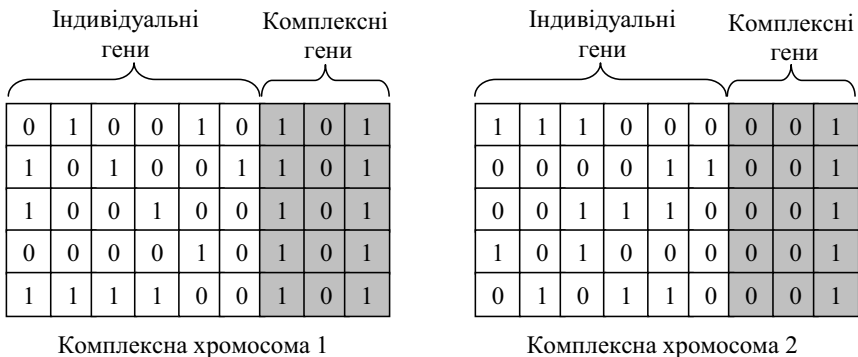 Індивідуальні гени
Комплексні гени
0 1 0 0 1 0 1 0 1
1 0 1 0 0 1 1 0 1
1 0 0 1 0 0 1 0 1
0 0 0 0 1 0 1 0 1
1 1 1 1 0 0 1 0 1
Комплексна хромосома 1
Індивідуальні гени
Комплексні гени
1 1 1 0 0 0 0 0 1
0 0 0 0 1 1 0 0 1
0 0 1 1 1 0 0 0 1
1 0 1 0 0 0 0 0 1
0 1 0 1 1 0 0 0 1
Комплексна хромосома 2